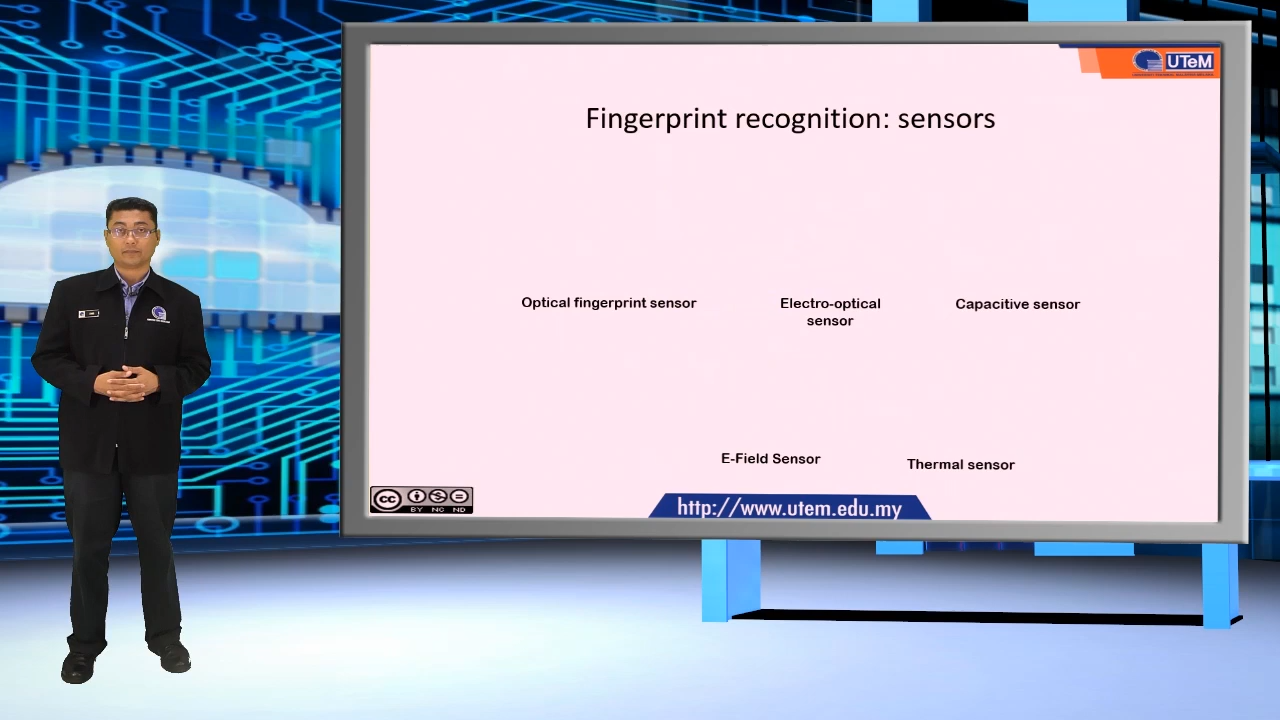 UTeM
Fingerprint recognition: sensors
Optical fingerprint sensor
Electro-optical
sensor
Capacitive sensor
E-Field Sensor
Thermal sensor
cc
BY NC ND
http://www.utem.edu.my